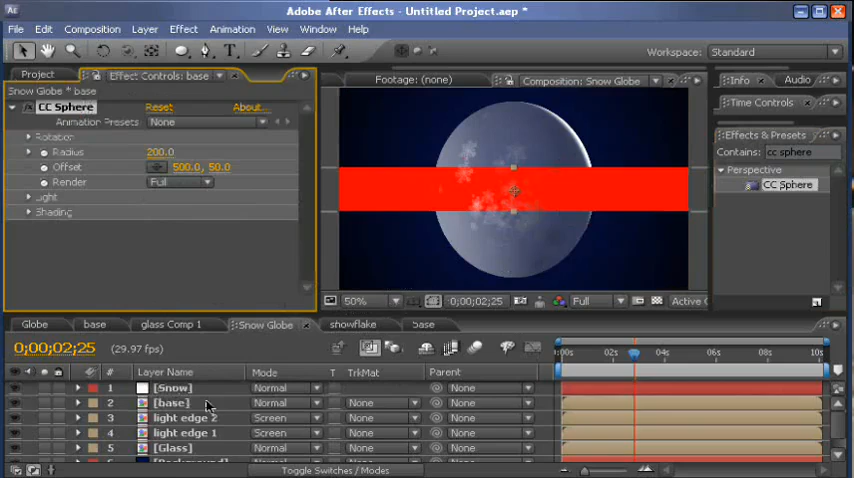 Adobe After Effects - Untitled Project.aep *
File Edit Composition Layer Effect Animation View Window Help
Workspace: Standard
Project Effect Controls: base
Snow Globe * base
CC Sphere Reset About...
Animation Presets None
Rotation
Radius 200.0
Offset 500.0, 50.0
Render Full
Light
Shading
Footage: (none) Composition: Snow Globe
50% 0;00;02;25 Full Active C
Info Audio
Time Controls
Effects & Presets
Contains: cc sphere
Perspective
CC Sphere
Globe base glass Comp 1 Snow Globe snowflake base
0;00;02;25 (29.97 fps)
:00s 02s 04s 06s 08s 10s
# Layer Name Mode T TrkMat Parent
1 [Snow] Normal None
2 [base] Normal None None
3 light edge 2 Screen None None
4 light edge 1 Screen None None
5 [Glass] Normal None None
Toggle Switches / Modes